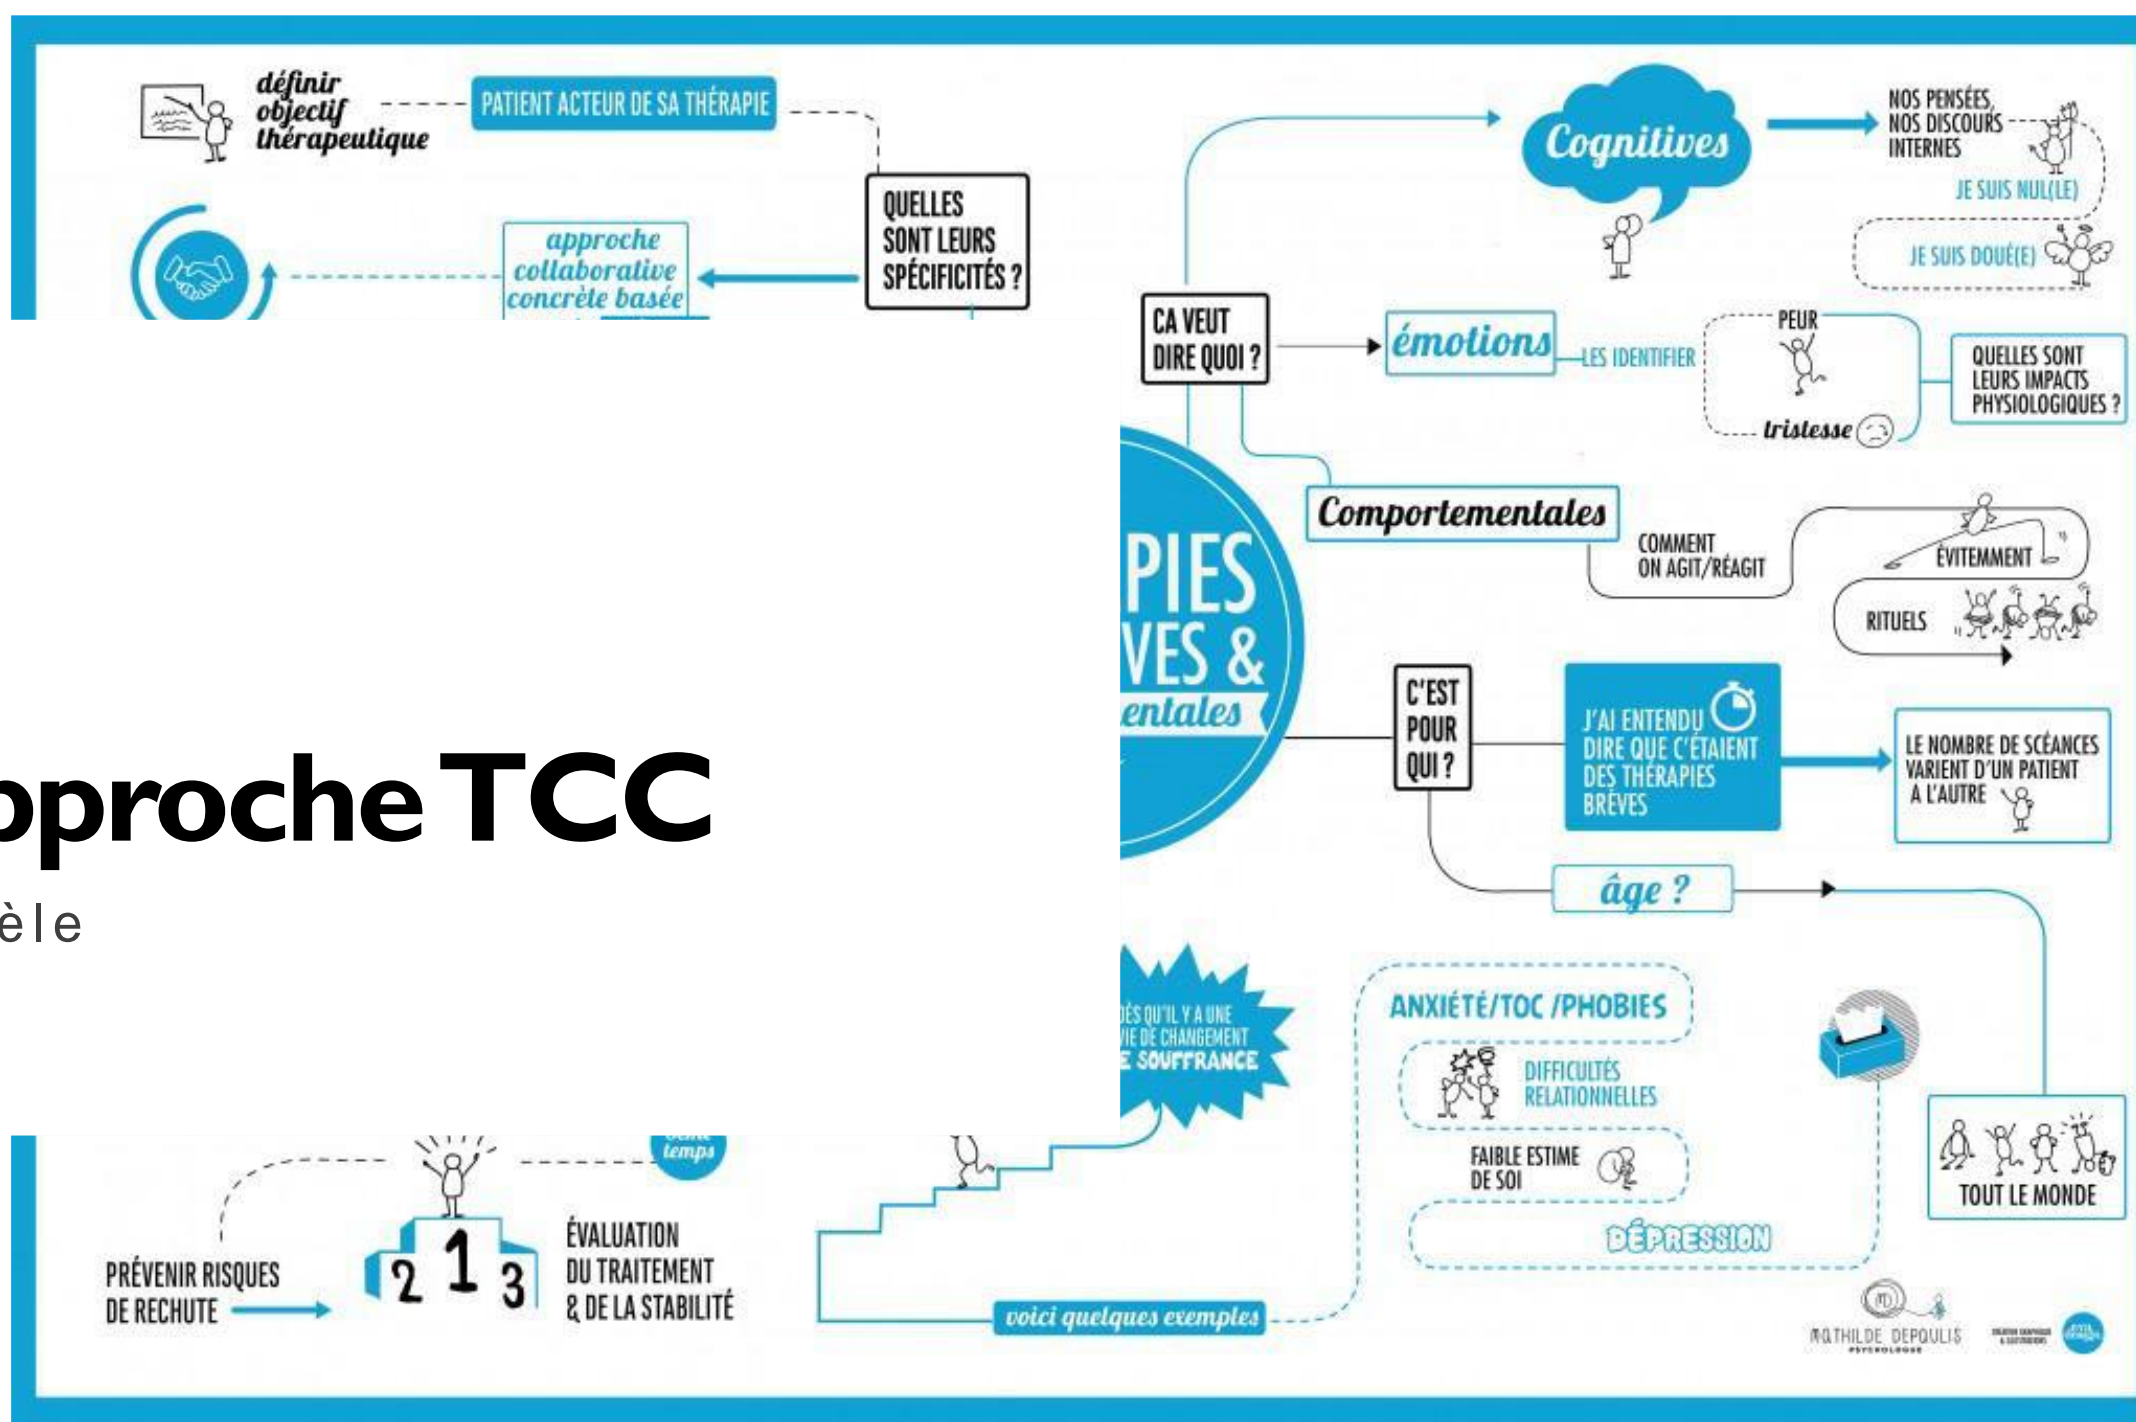 définir
objectif
thérapeutique
PATIENT ACTEUR DE SA THÉRAPIE
QUELLES
SONT LEURS
SPÉCIFICITÉS ?
approche
collaborative
concrète basée
CA VEUT
DIRE QUOI ?
Cognitives
NOS PENSÉES,
NOS DISCOURS
INTERNES
JE SUIS NUL(LE)
JE SUIS DOUÉ(E)
émotions
LES IDENTIFIER
PEUR
tristesse
QUELLES SONT
LEURS IMPACTS
PHYSIOLOGIQUES ?
Comportementales
COMMENT
ON AGIT/RÉAGIT
ÉVITEMMENT
RITUELS
PIES
VES &
entales
pproche TCC
èle
C'EST
POUR
QUI ?
J'AI ENTENDU
DIRE QUE C'ÉTAIENT
DES THÉRAPIES
BRÈVES
LE NOMBRE DE SCÉANCES
VARIENT D'UN PATIENT
A L'AUTRE
âge ?
TOUT LE MONDE
DÈS QU'IL Y A UNE
VIE DE CHANGEMENT
E SOUFFRANCE
ANXIÉTÉ/TOC /PHOBIES
DIFFICULTÉS
RELATIONNELLES
FAIBLE ESTIME
DE SOI
DÉPRESSION
voici quelques exemples
temps
PRÉVENIR RISQUES
DE RECHUTE
2 1 3
ÉVALUATION
DU TRAITEMENT
& DE LA STABILITÉ
MATHILDE DEPAULIS
PSYCHOLOGUE